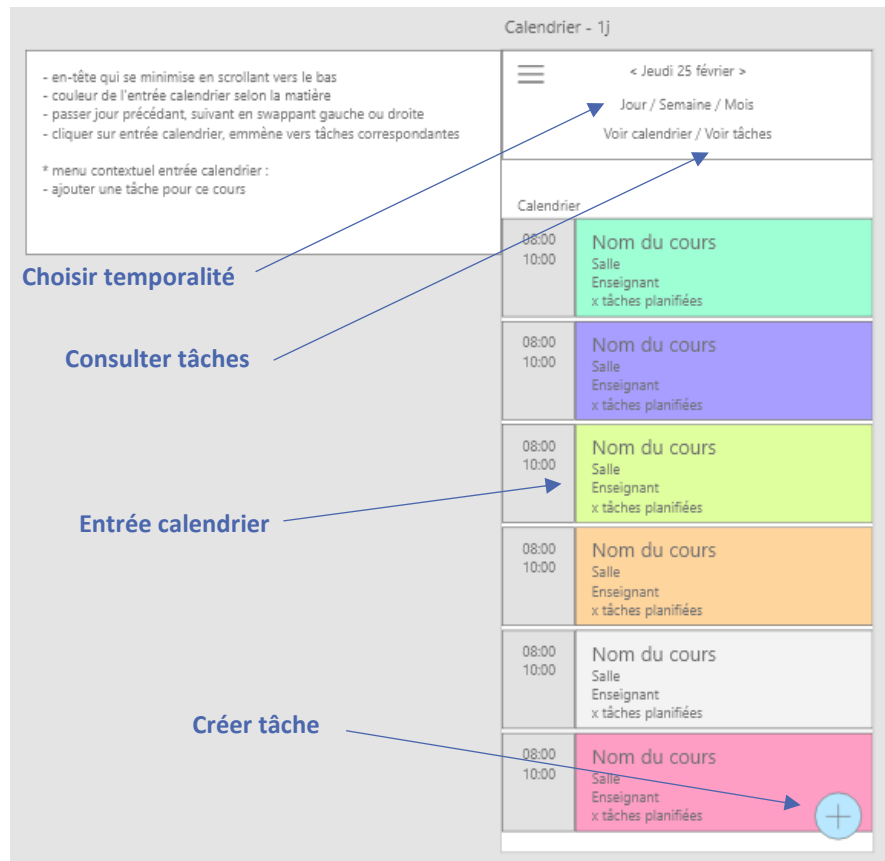 Calendrier - 1j
- en-tête qui se minimise en scrollant vers le bas
- couleur de l'entrée calendrier selon la matière
- passer jour précédant, suivant en swappant gauche ou droite
- cliquer sur entrée calendrier, emmène vers tâches correspondantes
* menu contextuel entrée calendrier :
- ajouter une tâche pour ce cours
< Jeudi 25 février >
Jour / Semaine / Mois
Voir calendrier / Voir tâches
Choisir temporalité
Consulter tâches
Entrée calendrier
Créer tâche
Calendrier
08:00
10:00
Nom du cours
Salle
Enseignant
x tâches planifiées
08:00
10:00
Nom du cours
Salle
Enseignant
x tâches planifiées
08:00
10:00
Nom du cours
Salle
Enseignant
x tâches planifiées
08:00
10:00
Nom du cours
Salle
Enseignant
x tâches planifiées
08:00
10:00
Nom du cours
Salle
Enseignant
x tâches planifiées
08:00
10:00
Nom du cours
Salle
Enseignant
x tâches planifiées